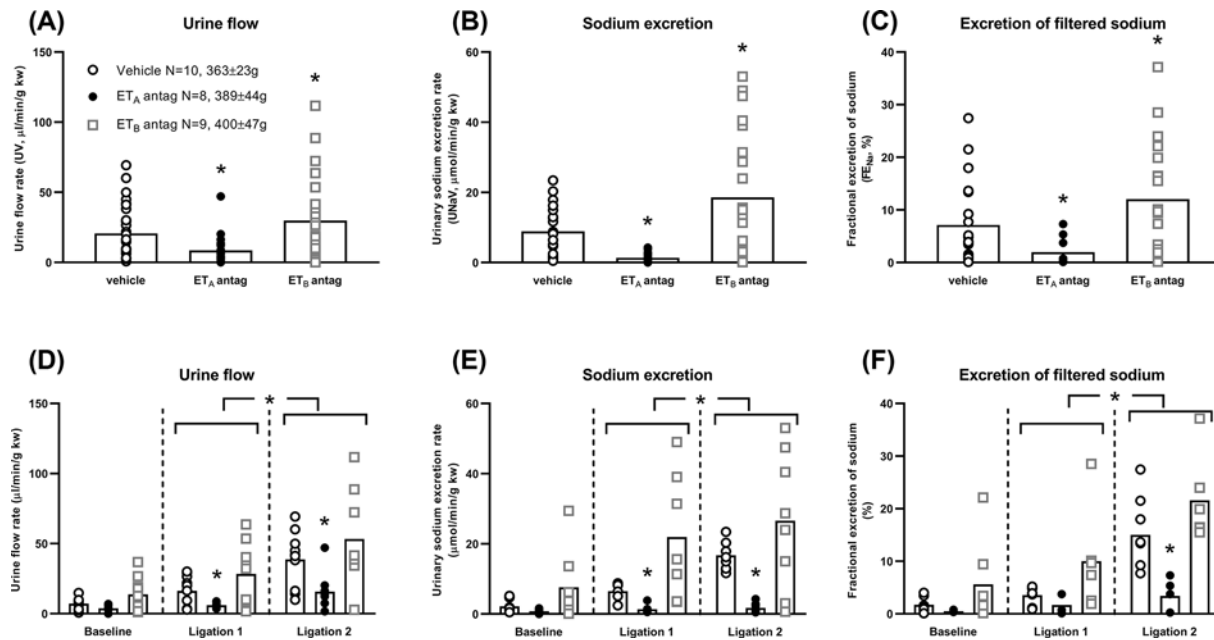 (A)
Urine flow
Urine flow rate (UV, μl/min/g kw)
150
100
50
0
Vehicle N=10, 363±23g
ETA antag N=8, 389±44g
ETB antag N=9, 400±47g
*
*
vehicle
ETA antag
ETB antag
(B)
Sodium excretion
Urinary sodium excretion rate
(UNaV, μmol/min/g kw)
60
40
20
0
*
*
vehicle
ETA antag
ETB antag
(C)
Excretion of filtered sodium
Fractional excretion of sodium
(FENa, %)
40
30
20
10
0
*
*
vehicle
ETA antag
ETB antag
(D)
Urine flow
Urine flow rate (μl/min/g kw)
150
100
50
0
*
*
*
Baseline
Ligation 1
Ligation 2
(E)
Sodium excretion
Urinary sodium excretion rate
(μmol/min/g kw)
60
40
20
0
*
*
*
Baseline
Ligation 1
Ligation 2
(F)
Excretion of filtered sodium
Fractional excretion of sodium
(%)
40
30
20
10
0
*
*
Baseline
Ligation 1
Ligation 2